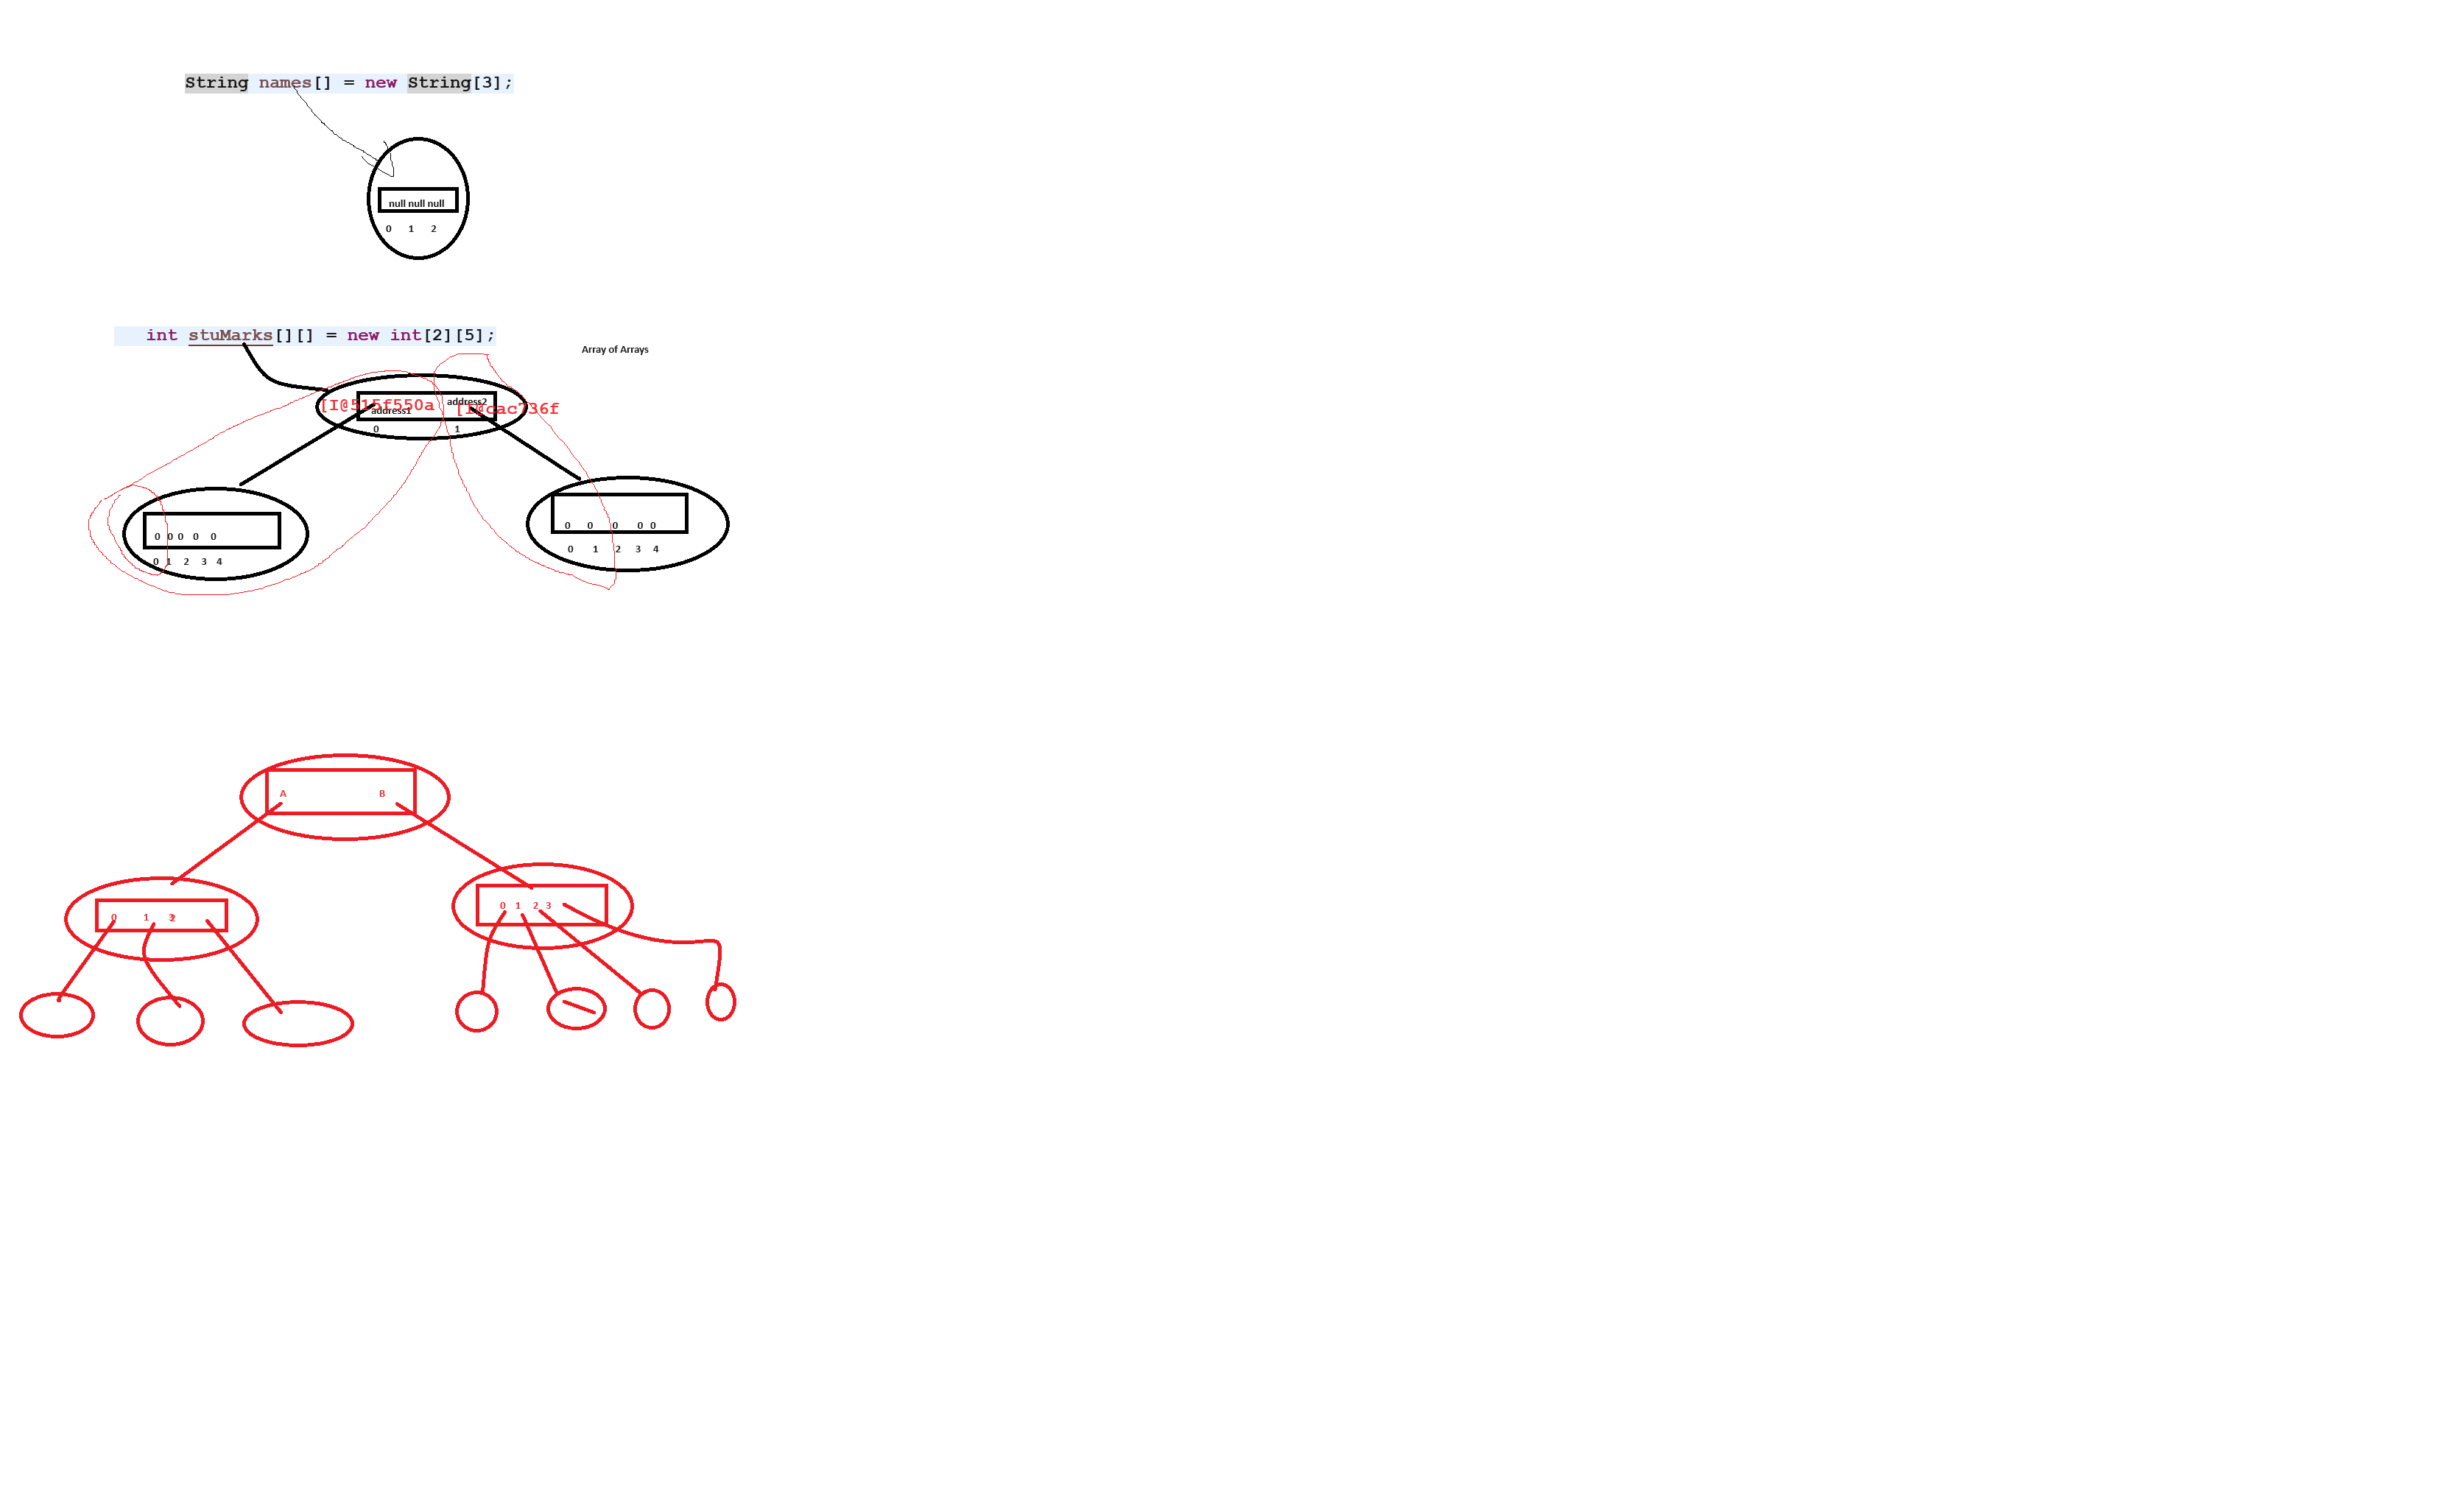 String names[] = new String[3];
null null null
0 1 2
int stuMarks[][] = new int[2][5];
Array of Arrays
[I@515f550a [I@cac736f
address1 address2
0 1
0 0 0 0 0
0 1 2 3 4
0 0 0 0 0
0 1 2 3 4
A B
0 1 2 3
0 1 2 3